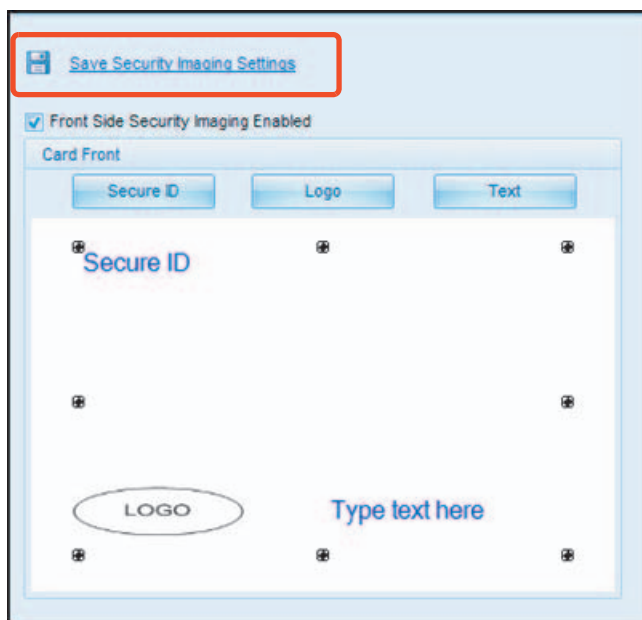 Save Security Imaging Settings
Front Side Security Imaging Enabled
Card Front
Secure ID Logo Text
Secure ID
LOGO Type text here